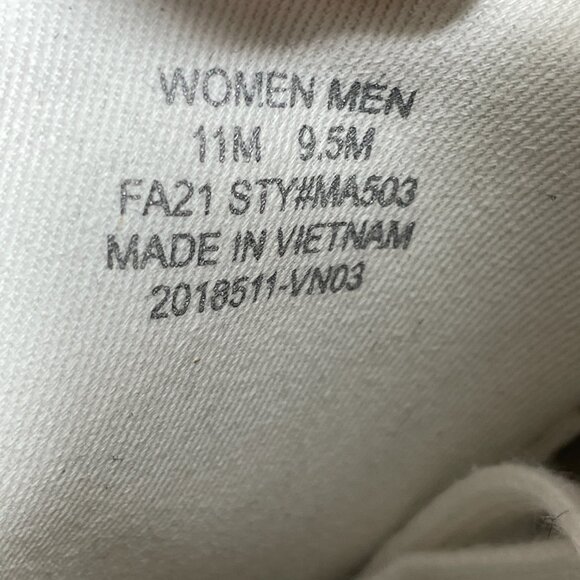 WOMEN MEN
11M 9.5M
FA21 STY#MA503
MADE IN VIETNAM
2018511-VN03